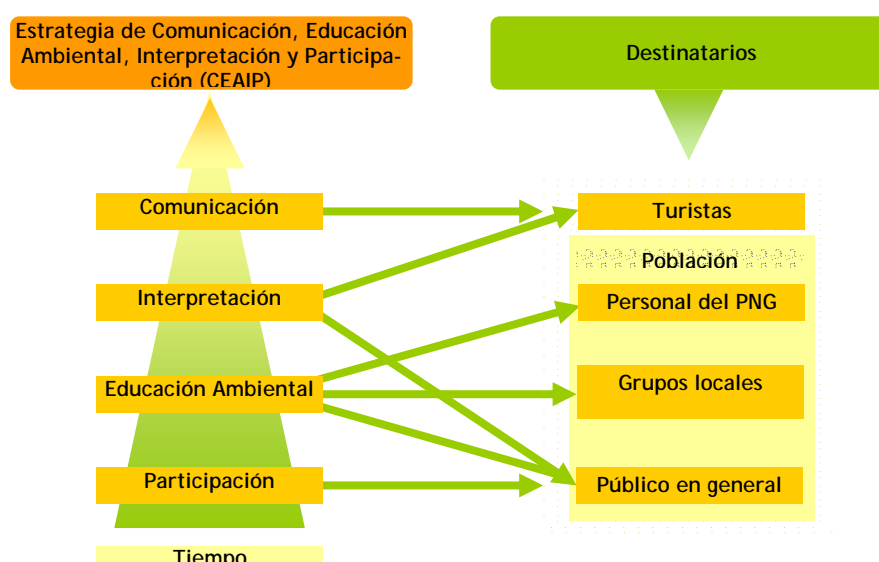 Estrategia de Comunicación, Educación
Ambiental, Interpretación y Participa-
ción (CEAIP)
Destinatarios
Comunicación
Turistas
Población
Interpretación
Personal del PNG
Educación Ambiental
Grupos locales
Participación
Público en general
Tiempo